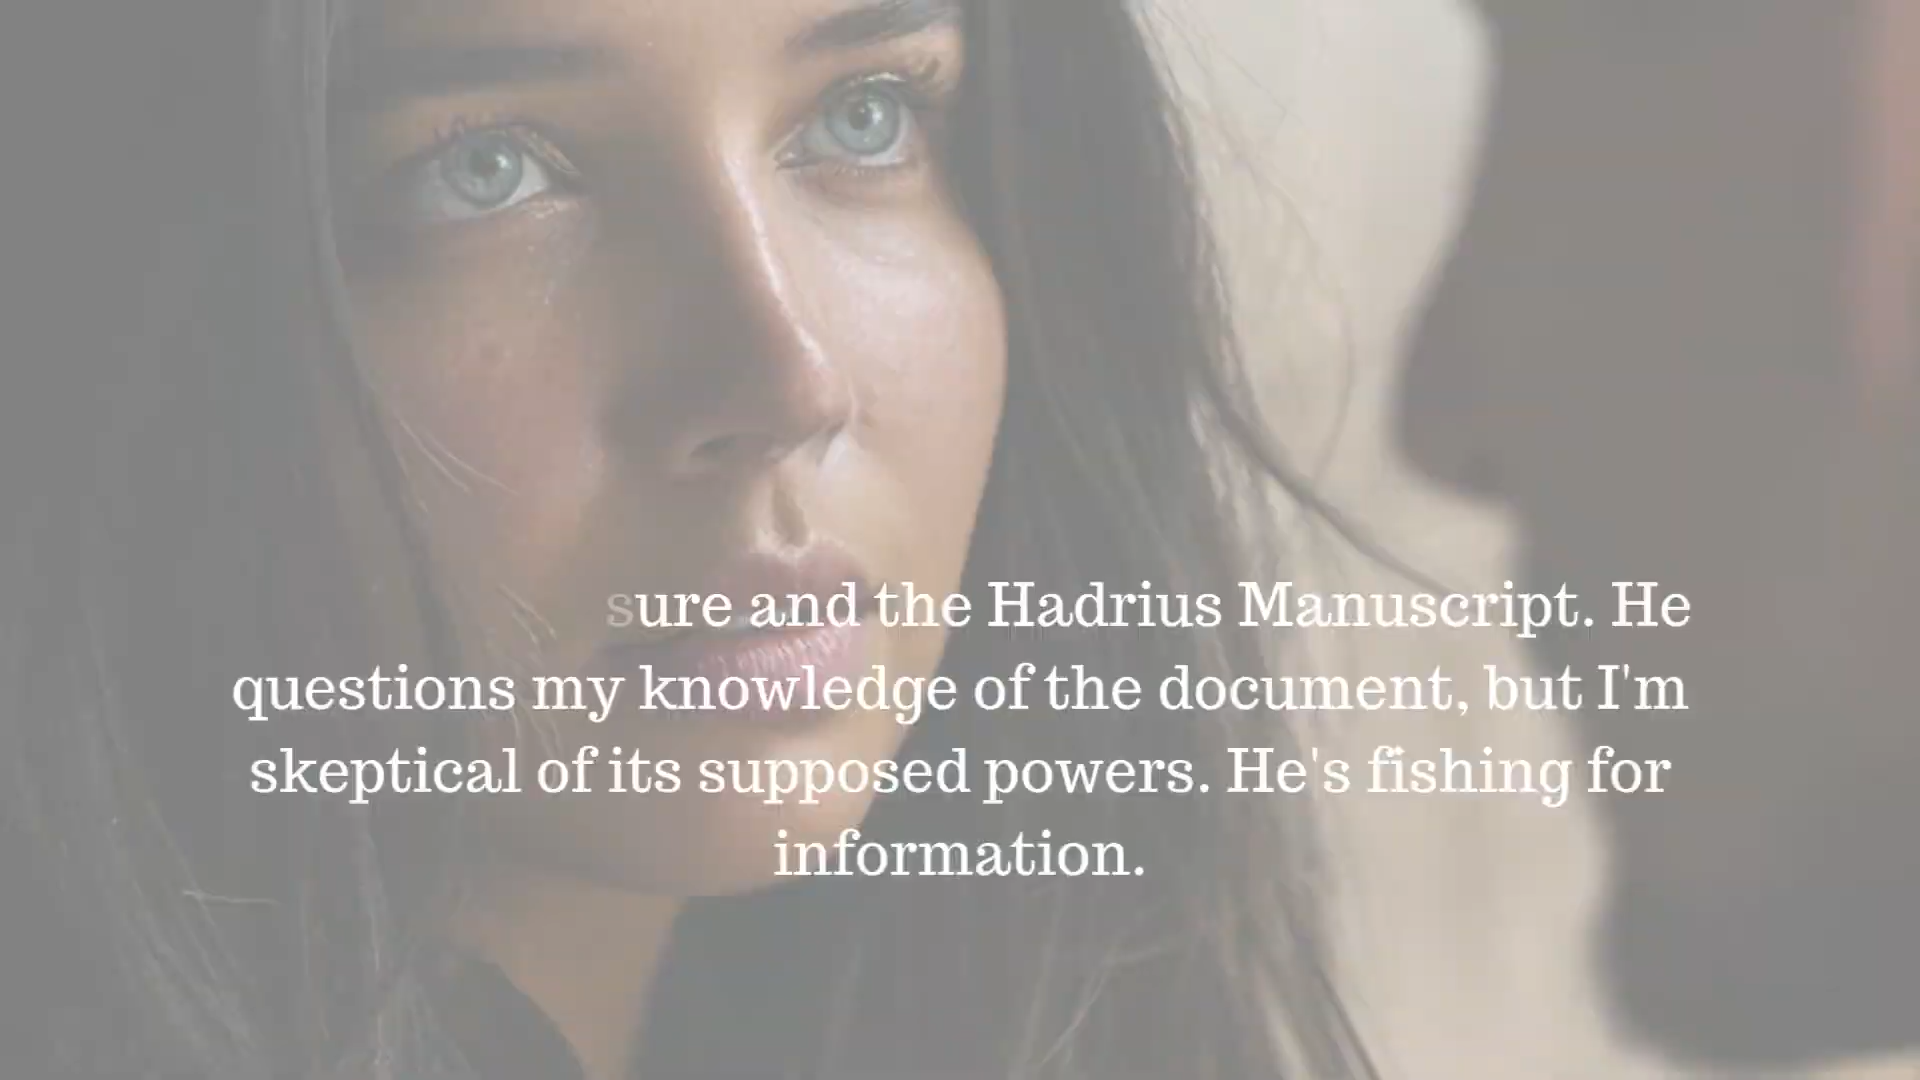 sure and the Hadrius Manuscript. He
questions my knowledge of the document, but I'm
skeptical of its supposed powers. He's fishing for
information.